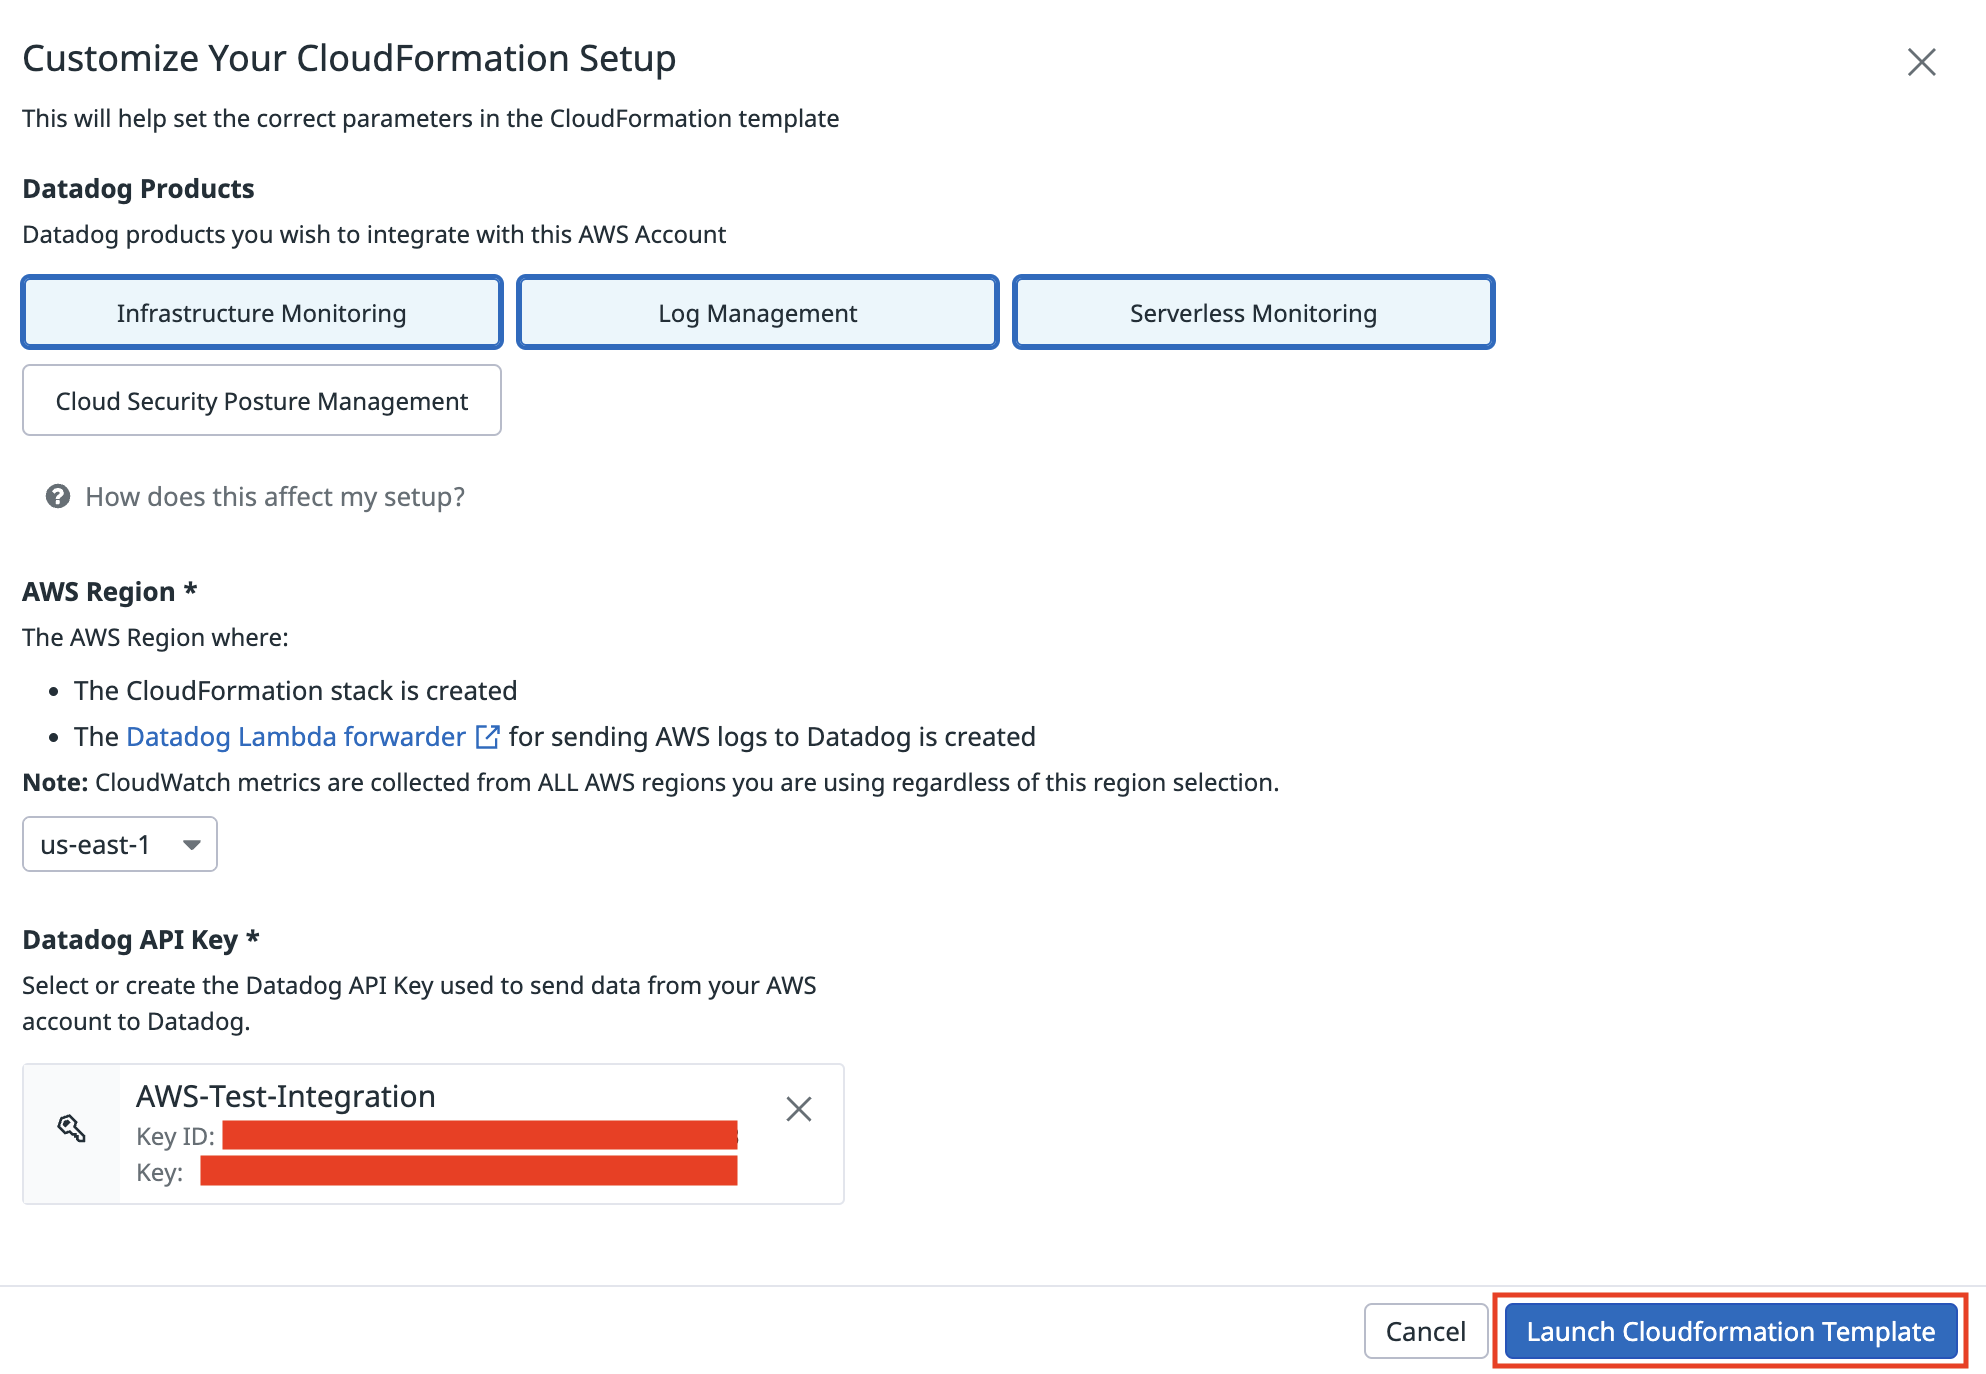 Customize Your CloudFormation Setup
This will help set the correct parameters in the CloudFormation template
Datadog Products
Datadog products you wish to integrate with this AWS Account
Infrastructure Monitoring
Log Management
Serverless Monitoring
Cloud Security Posture Management
How does this affect my setup?
AWS Region *
The AWS Region where:
• The CloudFormation stack is created
• The Datadog Lambda forwarder for sending AWS logs to Datadog is created
Note: CloudWatch metrics are collected from ALL AWS regions you are using regardless of this region selection.
us-east-1
Datadog API Key *
Select or create the Datadog API Key used to send data from your AWS
account to Datadog.
AWS-Test-Integration
Key ID:
Key:
Cancel
Launch Cloudformation Template